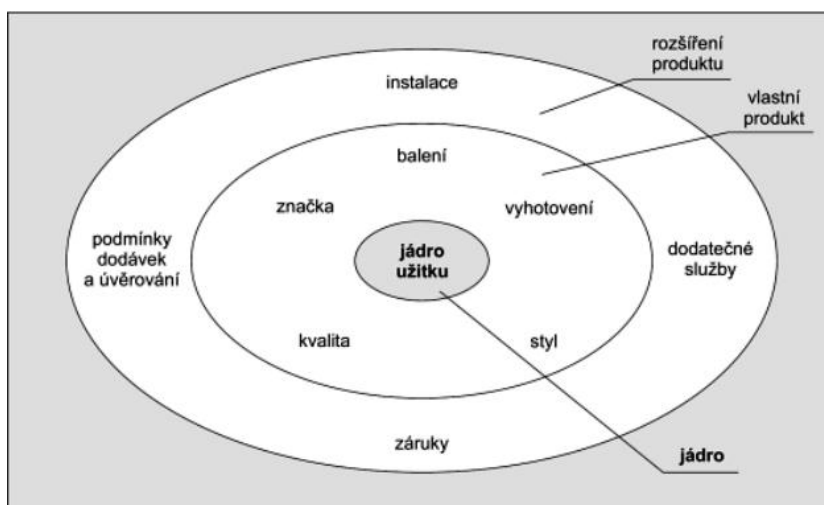 rozšíření
produktu
instalace
vlastní
produkt
balení
značka
vyhotovení
podmínky
dodávek
a úvěrování
jádro
užitku
dodatečné
služby
kvalita
styl
záruky
jádro